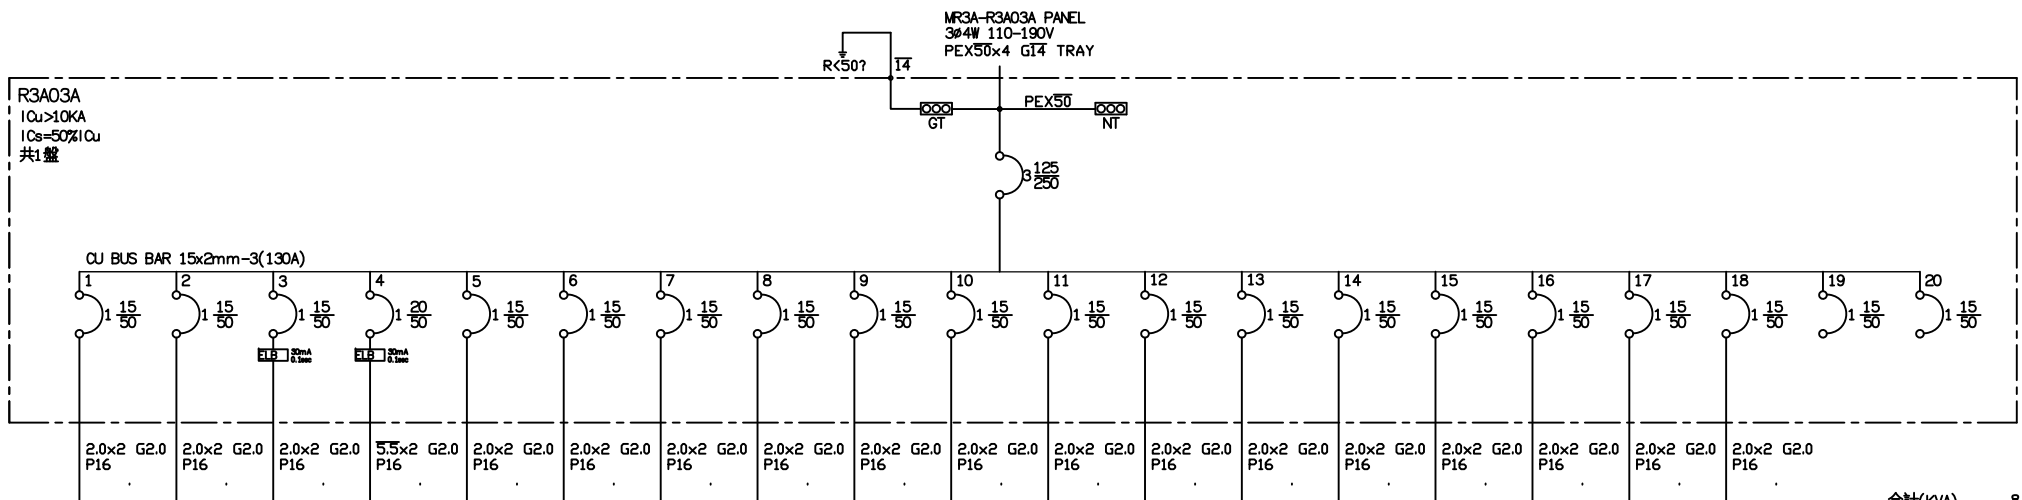 MR3A-R3A03A PANEL
3ø4W 110-190V
PEX50x4 G14 TRAY
R<50?
14
R3A03A
ICu>10KA
ICs=50%ICu
共1盤
GT
PEX50
NT
3 125
250
CU BUS BAR 15x2mm-3(130A)
1 2 3 4 5 6 7 8 9 10 11 12 13 14 15 16 17 18 19 20
1 15 1 15 1 15 1 20 1 15 1 15 1 15 1 15 1 15 1 15 1 15 1 15 1 15 1 15 1 15 1 15 1 15 1 15 1 15 1 15
50 50 50 50 50 50 50 50 50 50 50 50 50 50 50 50 50 50 50 50
ELB 30mA ELB 30mA
0.1sec 0.1sec
2.0x2 G2.0 2.0x2 G2.0 2.0x2 G2.0 5.5x2 G2.0 2.0x2 G2.0 2.0x2 G2.0 2.0x2 G2.0 2.0x2 G2.0 2.0x2 G2.0 2.0x2 G2.0 2.0x2 G2.0 2.0x2 G2.0 2.0x2 G2.0 2.0x2 G2.0 2.0x2 G2.0 2.0x2 G2.0 2.0x2 G2.0 2.0x2 G2.0
P16 P16 P16 P16 P16 P16 P16 P16 P16 P16 P16 P16 P16 P16 P16 P16 P16 P16
合計(KVA)